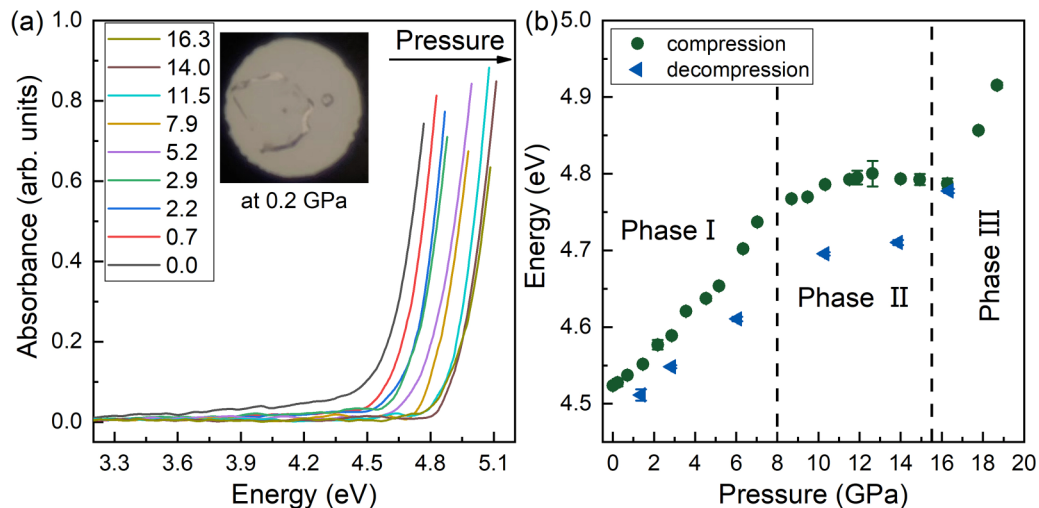 (a)
1.0
0.8
0.6
0.4
0.2
0.0
Absorbance (arb. units)
16.3
14.0
11.5
7.9
5.2
2.9
2.2
0.7
0.0
Pressure
at 0.2 GPa
3.3 3.6 3.9 4.2 4.5 4.8 5.1
Energy (eV)
(b)
5.0
4.9
4.8
4.7
4.6
4.5
Energy (eV)
compression
decompression
Phase I
Phase II
Phase III
0 2 4 6 8 10 12 14 16 18 20
Pressure (GPa)